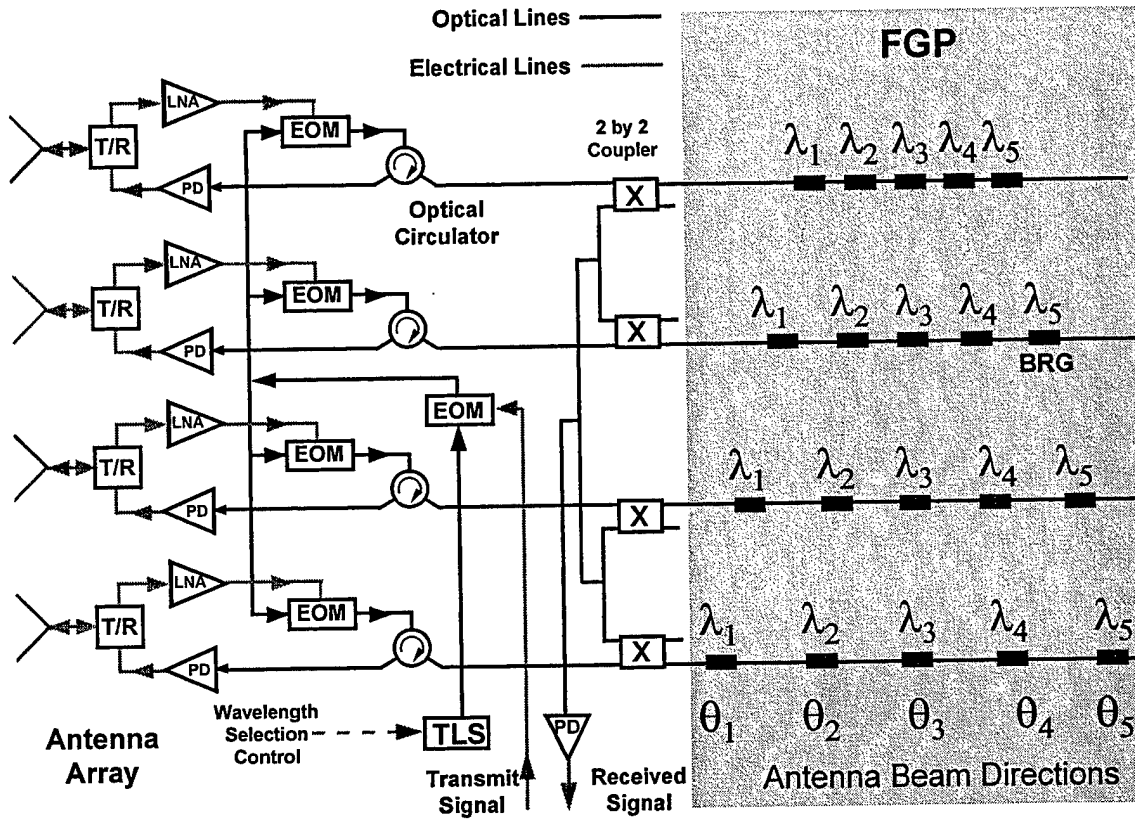 Optical Lines
Electrical Lines
FGP
LNA
T/R
EOM
PD
Optical
Circulator
2 by 2
Coupler
X
λ1 λ2 λ3 λ4 λ5
LNA
T/R
EOM
PD
X
λ1 λ2 λ3 λ4 λ5
BRG
EOM
LNA
T/R
EOM
PD
X
λ1 λ2 λ3 λ4 λ5
LNA
T/R
EOM
PD
X
λ1 λ2 λ3 λ4 λ5
θ1 θ2 θ3 θ4 θ5
Wavelength
Selection
Control
TLS
PD
Antenna
Array
Transmit
Signal
Received
Signal
Antenna Beam Directions